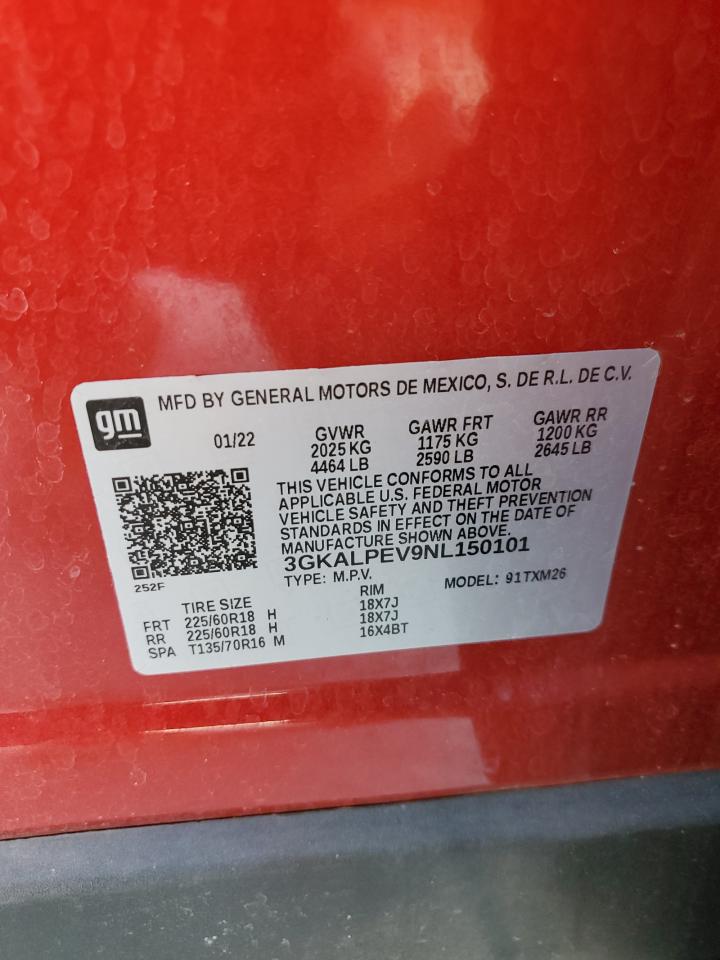 gm
MFD BY GENERAL MOTORS DE MEXICO, S. DE R.L. DE C.V.
01/22 GVWR GAWR FRT GAWR RR
2025 KG 1175 KG 1200 KG
4464 LB 2590 LB 2645 LB
THIS VEHICLE CONFORMS TO ALL
APPLICABLE U.S. FEDERAL MOTOR
VEHICLE SAFETY AND THEFT PREVENTION
STANDARDS IN EFFECT ON THE DATE OF
MANUFACTURE SHOWN ABOVE.
3GKALPEV9NL150101
252F
TYPE: M.P.V. MODEL: 91TXM26
TIRE SIZE RIM
FRT 225/60R18 H 18X7J
RR 225/60R18 H 18X7J
SPA T135/70R16 M 16X4BT